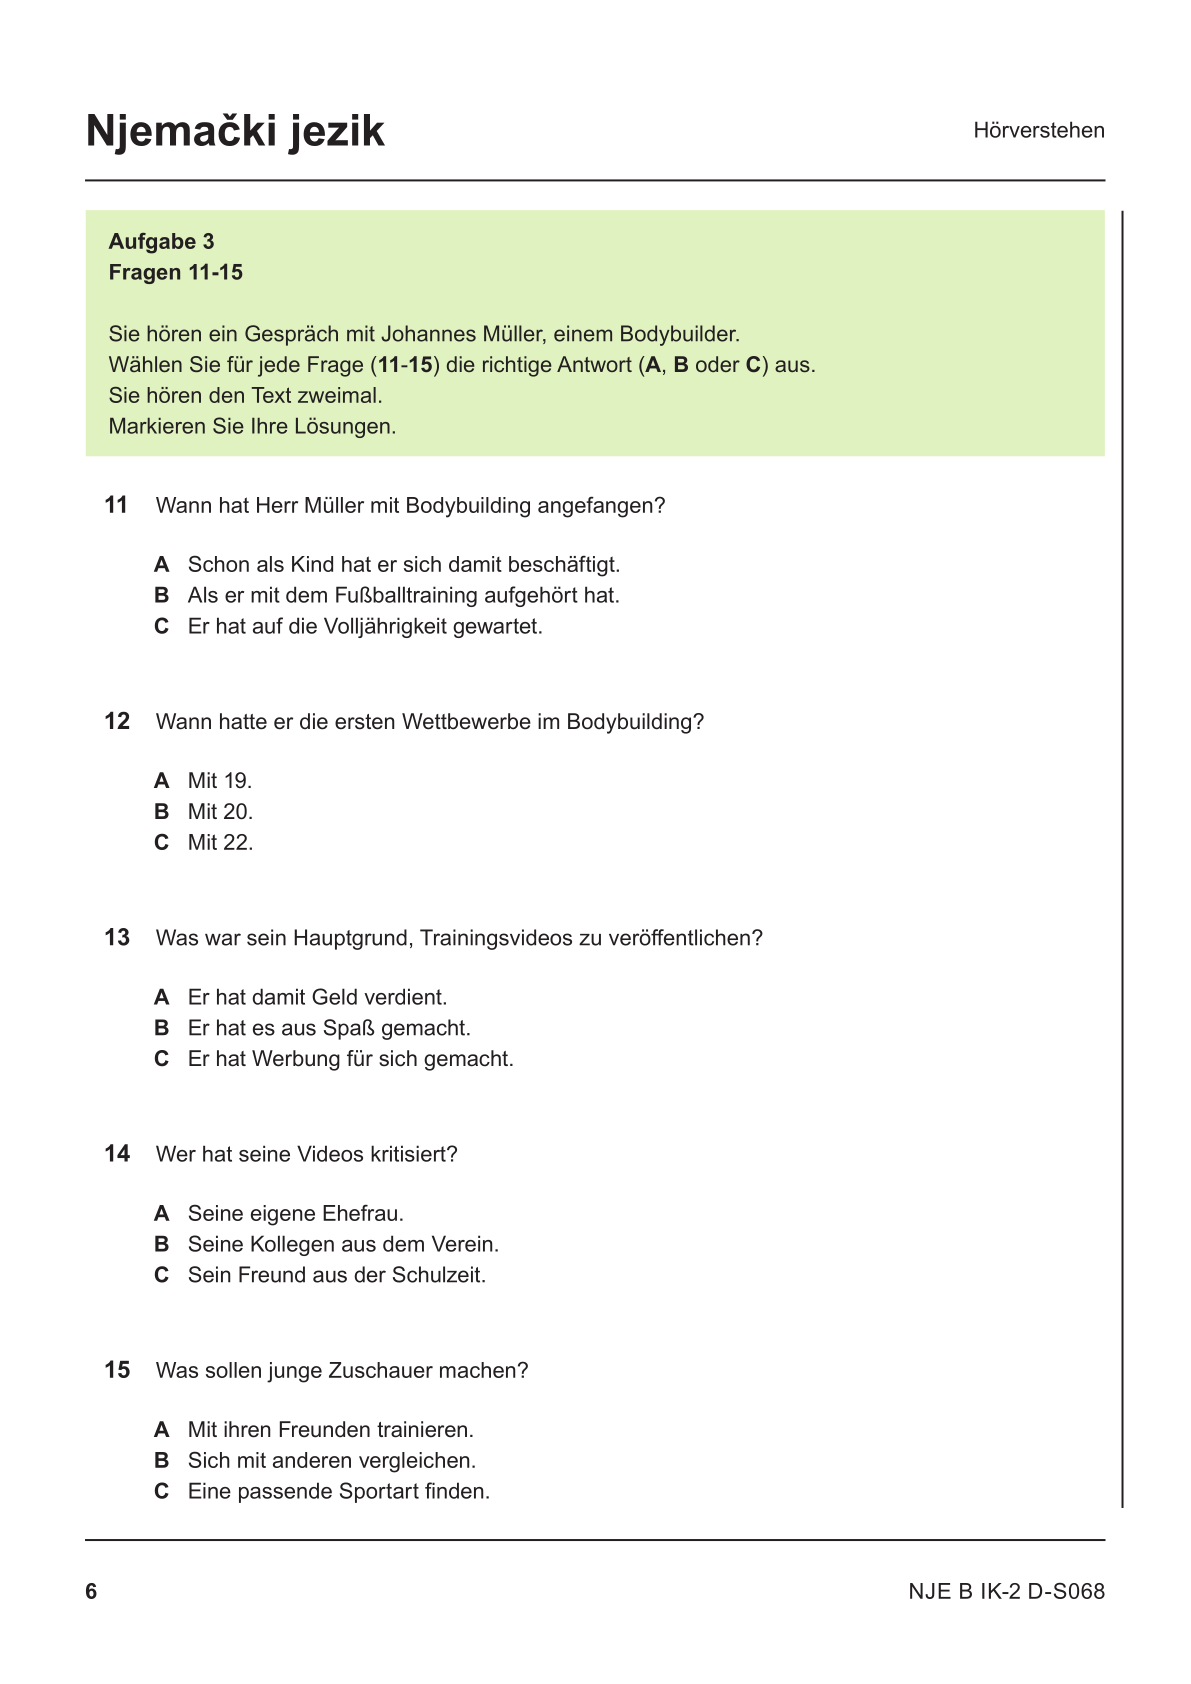 Njemački jezik
Hörverstehen
Aufgabe 3
Fragen 11-15
Sie hören ein Gespräch mit Johannes Müller, einem Bodybuilder.
Wählen Sie für jede Frage (11-15) die richtige Antwort (A, B oder C) aus.
Sie hören den Text zweimal.
Markieren Sie Ihre Lösungen.
11 Wann hat Herr Müller mit Bodybuilding angefangen?
A Schon als Kind hat er sich damit beschäftigt.
B Als er mit dem Fußballtraining aufgehört hat.
C Er hat auf die Volljährigkeit gewartet.
12 Wann hatte er die ersten Wettbewerbe im Bodybuilding?
A Mit 19.
B Mit 20.
C Mit 22.
13 Was war sein Hauptgrund, Trainingsvideos zu veröffentlichen?
A Er hat damit Geld verdient.
B Er hat es aus Spaß gemacht.
C Er hat Werbung für sich gemacht.
14 Wer hat seine Videos kritisiert?
A Seine eigene Ehefrau.
B Seine Kollegen aus dem Verein.
C Sein Freund aus der Schulzeit.
15 Was sollen junge Zuschauer machen?
A Mit ihren Freunden trainieren.
B Sich mit anderen vergleichen.
C Eine passende Sportart finden.
6
NJE B IK-2 D-S068